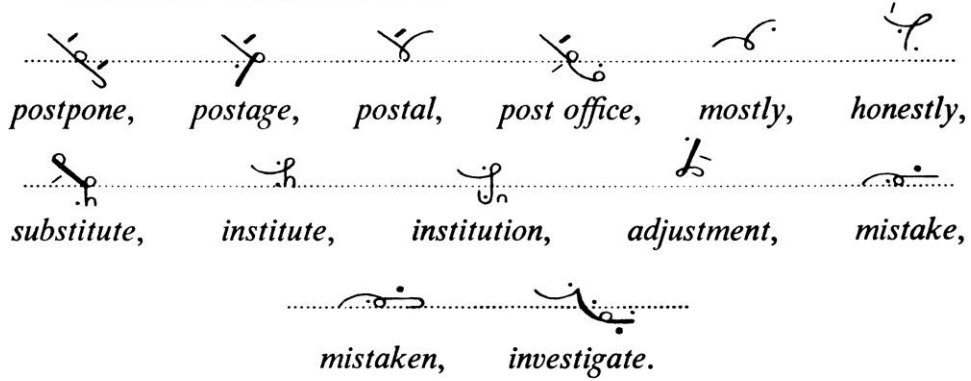 postpone, postage, postal, post office, mostly, honestly,
substitute, institute, institution, adjustment, mistake,
mistaken, investigate.